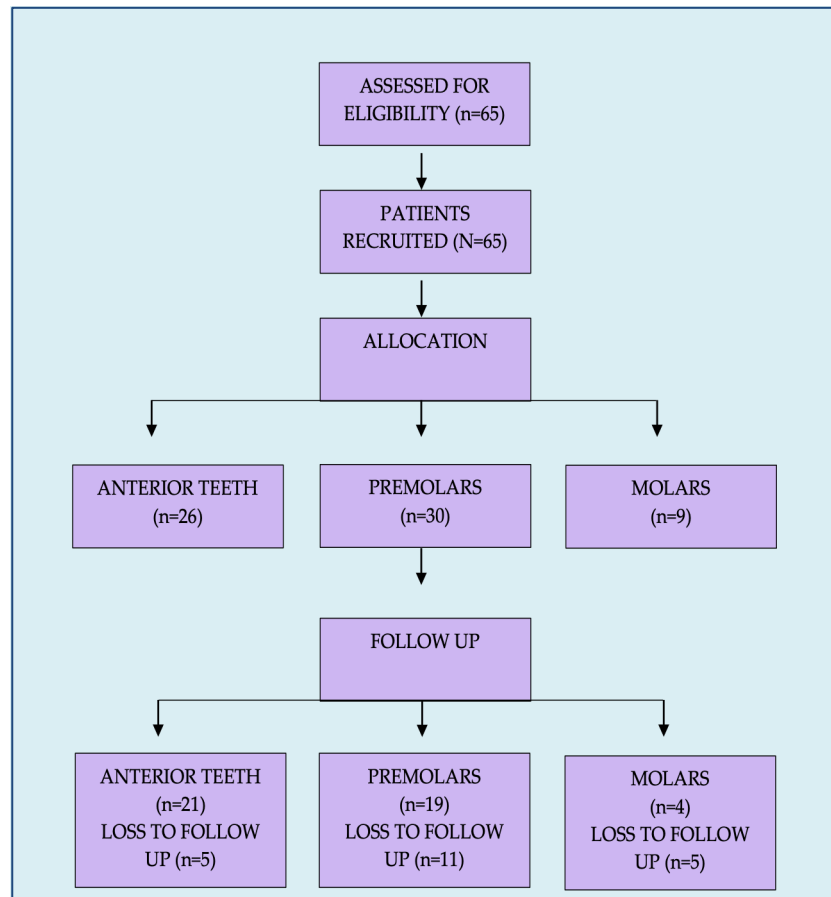 ASSESSED FOR
ELIGIBILITY (n=65)
PATIENTS
RECRUITED (N=65)
ALLOCATION
ANTERIOR TEETH
(n=26)
PREMOLARS
(n=30)
MOLARS
(n=9)
FOLLOW UP
ANTERIOR TEETH
(n=21)
LOSS TO FOLLOW
UP (n=5)
PREMOLARS
(n=19)
LOSS TO FOLLOW
UP (n=11)
MOLARS
(n=4)
LOSS TO FOLLOW
UP (n=5)